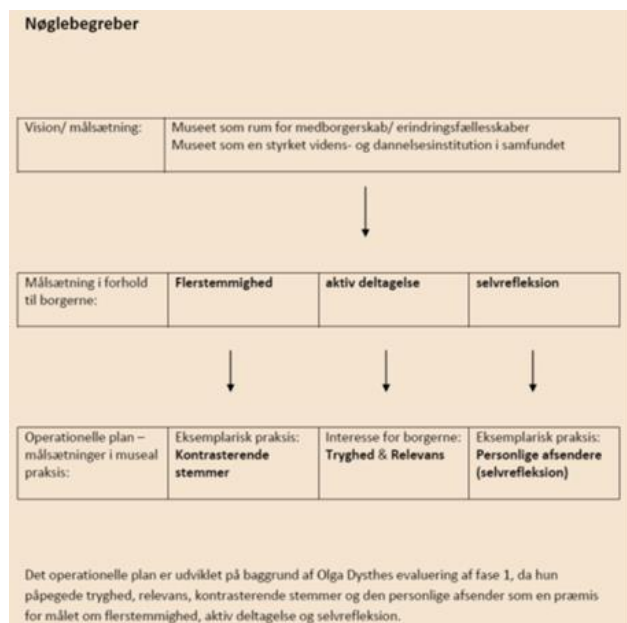 Nøglebegreber
Vision/ målsætning:
Museet som rum for medborgerskab/ erindringsfællesskaber
Museet som en styrket videns- og dannelsesinstitution i samfundet
Målsætning i forhold
til borgerne:
Flerstemmighed
aktiv deltagelse
selvrefleksion
Operationelle plan –
målsætninger i museal
praksis:
Eksemplarisk praksis:
Kontrasterende
stemmer
Interesse for borgerne:
Tryghed & Relevans
Eksemplarisk praksis:
Personlige afsendere
(selvrefleksion)
Det operationelle plan er udviklet på baggrund af Olga Dysthes evaluering af fase 1, da hun
påpegede tryghed, relevans, kontrasterende stemmer og den personlige afsender som en præmis
for målet om flerstemmighed, aktiv deltagelse og selvrefleksion.